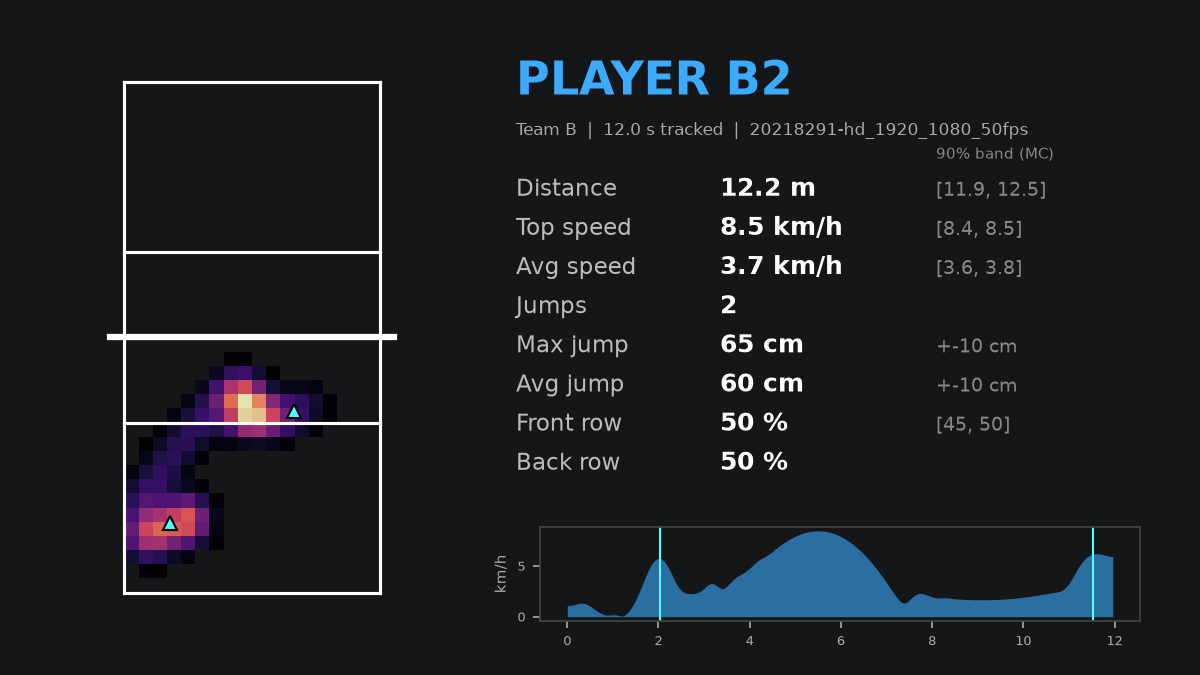 PLAYER B2
Team B | 12.0 s tracked | 20218291-hd_1920_1080_50fps
90% band (MC)
Distance 12.2 m [11.9, 12.5]
Top speed 8.5 km/h [8.4, 8.5]
Avg speed 3.7 km/h [3.6, 3.8]
Jumps 2
Max jump 65 cm +-10 cm
Avg jump 60 cm +-10 cm
Front row 50 % [45, 50]
Back row 50 %
km/h
5
0
0 2 4 6 8 10 12